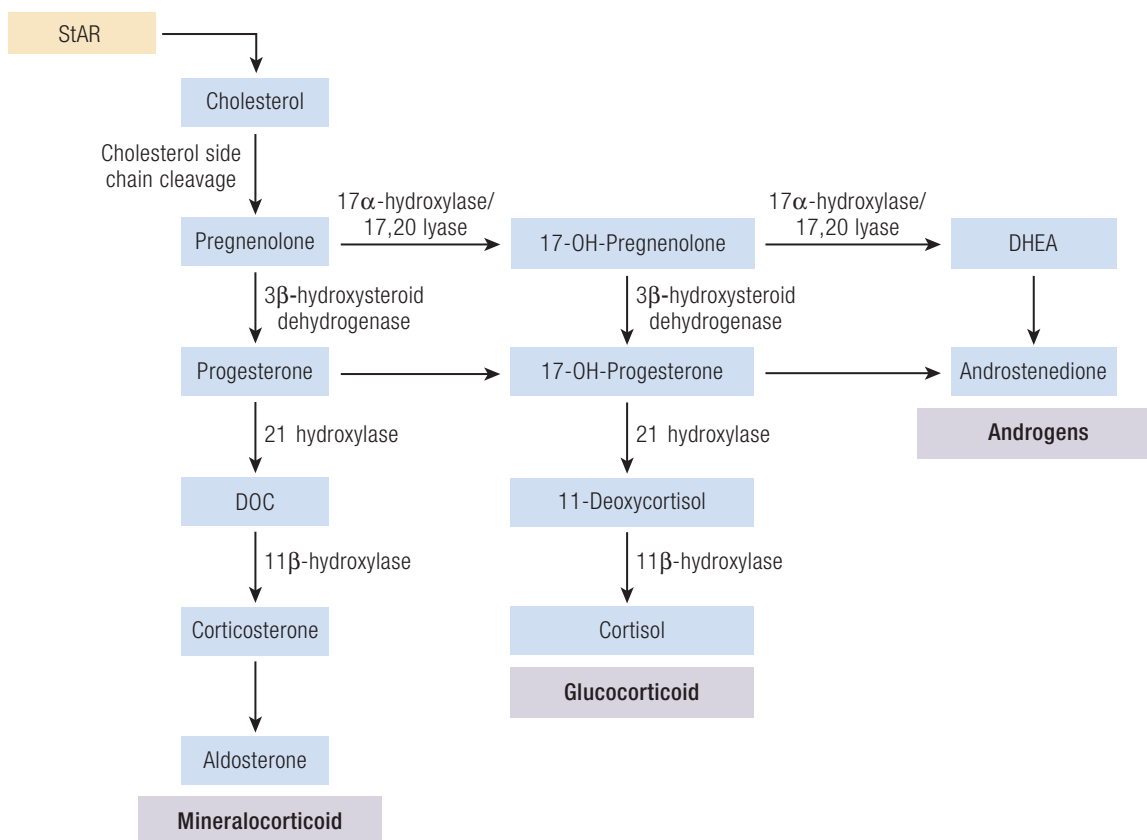 StAR
Cholesterol
Cholesterol side
chain cleavage
17α-hydroxylase/
17,20 lyase
17α-hydroxylase/
17,20 lyase
Pregnenolone
17-OH-Pregnenolone
DHEA
3β-hydroxysteroid
dehydrogenase
3β-hydroxysteroid
dehydrogenase
Progesterone
17-OH-Progesterone
Androstenedione
Androgens
21 hydroxylase
21 hydroxylase
DOC
11-Deoxycortisol
11β-hydroxylase
11β-hydroxylase
Corticosterone
Cortisol
Glucocorticoid
Aldosterone
Mineralocorticoid